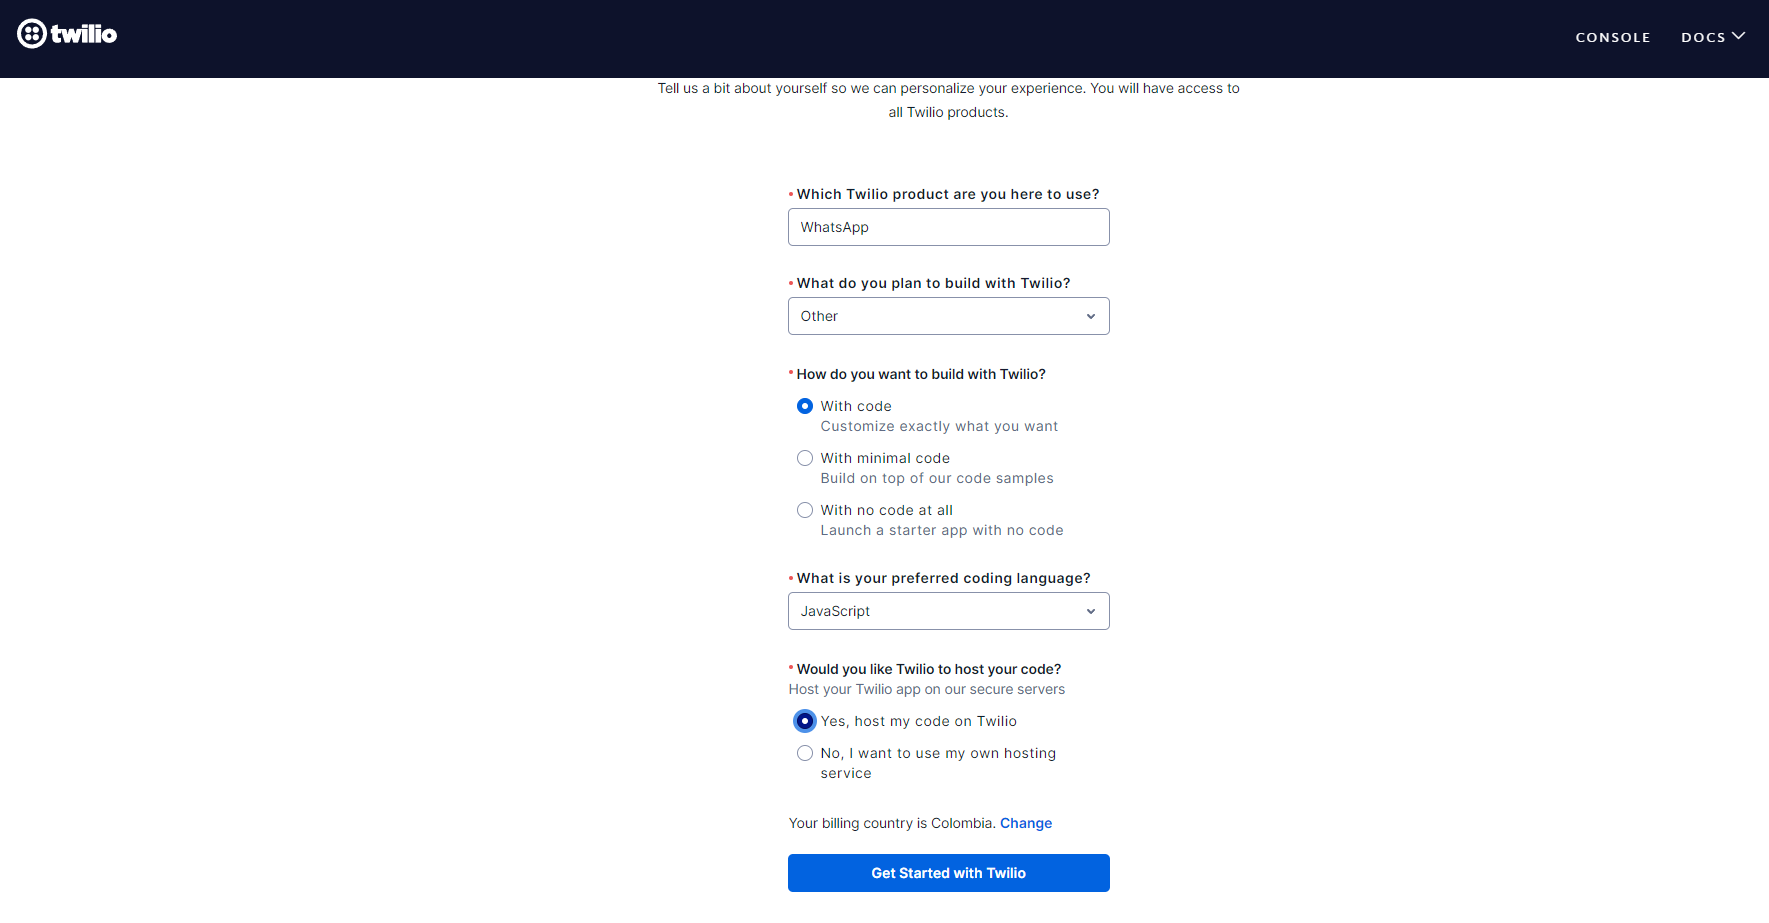 twilio
CONSOLE DOCS
Tell us a bit about yourself so we can personalize your experience. You will have access to
all Twilio products.
• Which Twilio product are you here to use?
WhatsApp
• What do you plan to build with Twilio?
Other
• How do you want to build with Twilio?
With code
Customize exactly what you want
With minimal code
Build on top of our code samples
With no code at all
Launch a starter app with no code
• What is your preferred coding language?
JavaScript
• Would you like Twilio to host your code?
Host your Twilio app on our secure servers
Yes, host my code on Twilio
No, I want to use my own hosting
service
Your billing country is Colombia. Change
Get Started with Twilio